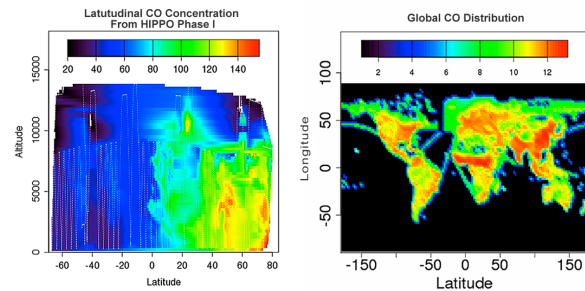 Latutudinal CO Concentration
From HIPPO Phase I
20 40 60 80 100 120 140
15000
10000
5000
0
Altitude
-60 -40 -20 0 20 40 60 80
Latitude
Global CO Distribution
2 4 6 8 10 12
100
50
0
-50
Longitude
-150 -50 0 50 100 150
Latitude